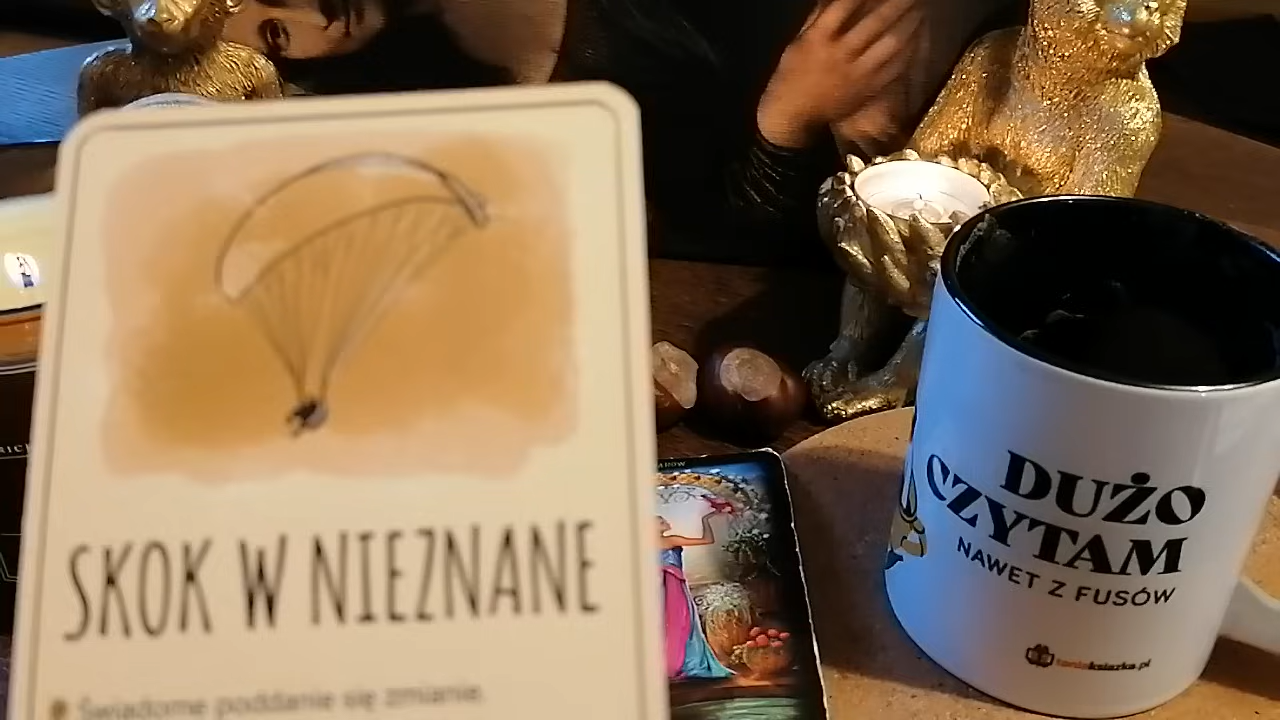 SKOK W NIEZNANE
Świadome poddanie się zmianie.
DUŻO
CZYTAM
NAWET Z FUSÓW
taniaksiazka.pl